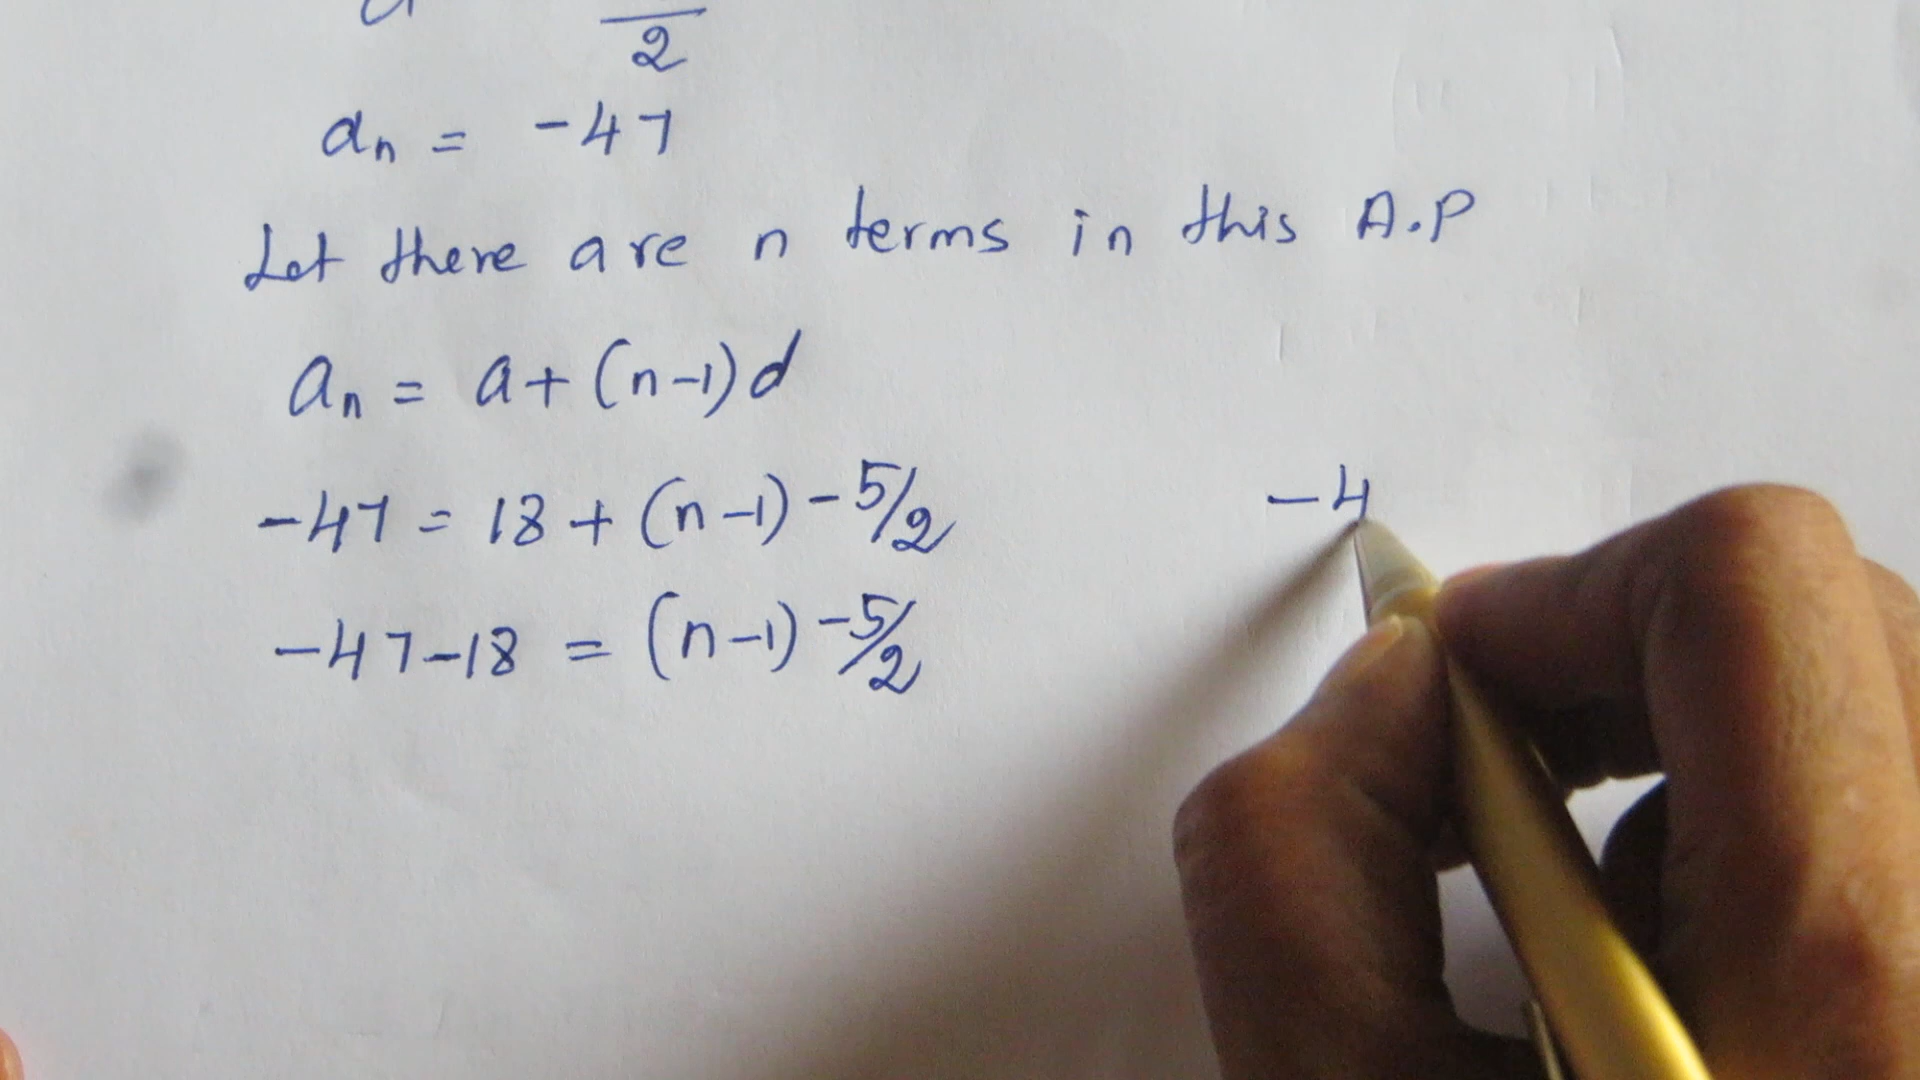 2
an = -47
Let there are n terms in this A.P
an = a + (n-1)d
-47 = 18 + (n-1) -5/2
-4
-47-18 = (n-1) -5/2